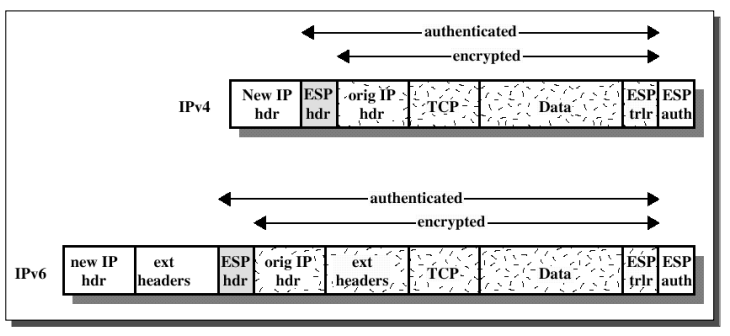 authenticated
encrypted
IPv4
New IP hdr
ESP hdr
orig IP hdr
TCP
Data
ESP trlr
ESP auth
authenticated
encrypted
IPv6
new IP hdr
ext headers
ESP hdr
orig IP hdr
ext headers
TCP
Data
ESP trlr
ESP auth